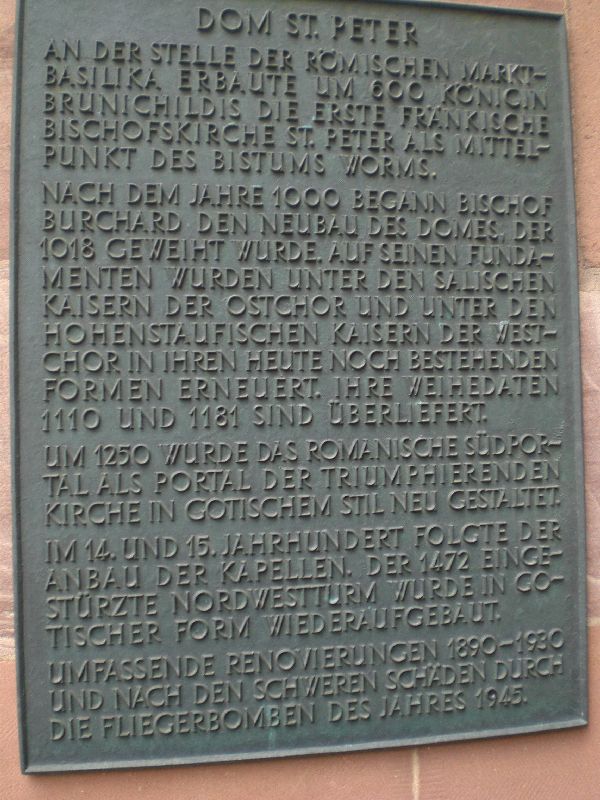 DOM ST. PETER
AN DER STELLE DER RÖMISCHEN MARKT-
BASILIKA ERBAUTE UM 600 KÖNIGIN
BRUNICHILDIS DIE ERSTE FRÄNKISCHE
BISCHOFSKIRCHE ST. PETER ALS MITTEL-
PUNKT DES BISTUMS WORMS.
NACH DEM JAHRE 1000 BEGANN BISCHOF
BURCHARD DEN NEUBAU DES DOMES, DER
1018 GEWEIHT WURDE. AUF SEINEN FUNDA-
MENTEN WURDEN UNTER DEN SALISCHEN
KAISERN DER OSTCHOR UND UNTER DEN
HOHENSTAUFISCHEN KAISERN DER WEST-
CHOR IN IHREN HEUTE NOCH BESTEHENDEN
FORMEN ERNEUERT. IHRE WEIHEDATEN
1110 UND 1181 SIND ÜBERLIEFERT.
UM 1250 WURDE DAS ROMANISCHE SÜDPOR-
TAL ALS PORTAL DER TRIUMPHIERENDEN
KIRCHE IN GOTISCHEM STIL NEU GESTALTET.
IM 14. UND 15. JAHRHUNDERT FOLGTE DER
ANBAU DER KAPELLEN. DER 1472 EINGE-
STÜRZTE NORDWESTTURM WURDE IN GO-
TISCHER FORM WIEDERAUFGEBAUT.
UMFASSENDE RENOVIERUNGEN 1890-1930
UND NACH DEN SCHWEREN SCHÄDEN DURCH
DIE FLIEGERBOMBEN DES JAHRES 1945.